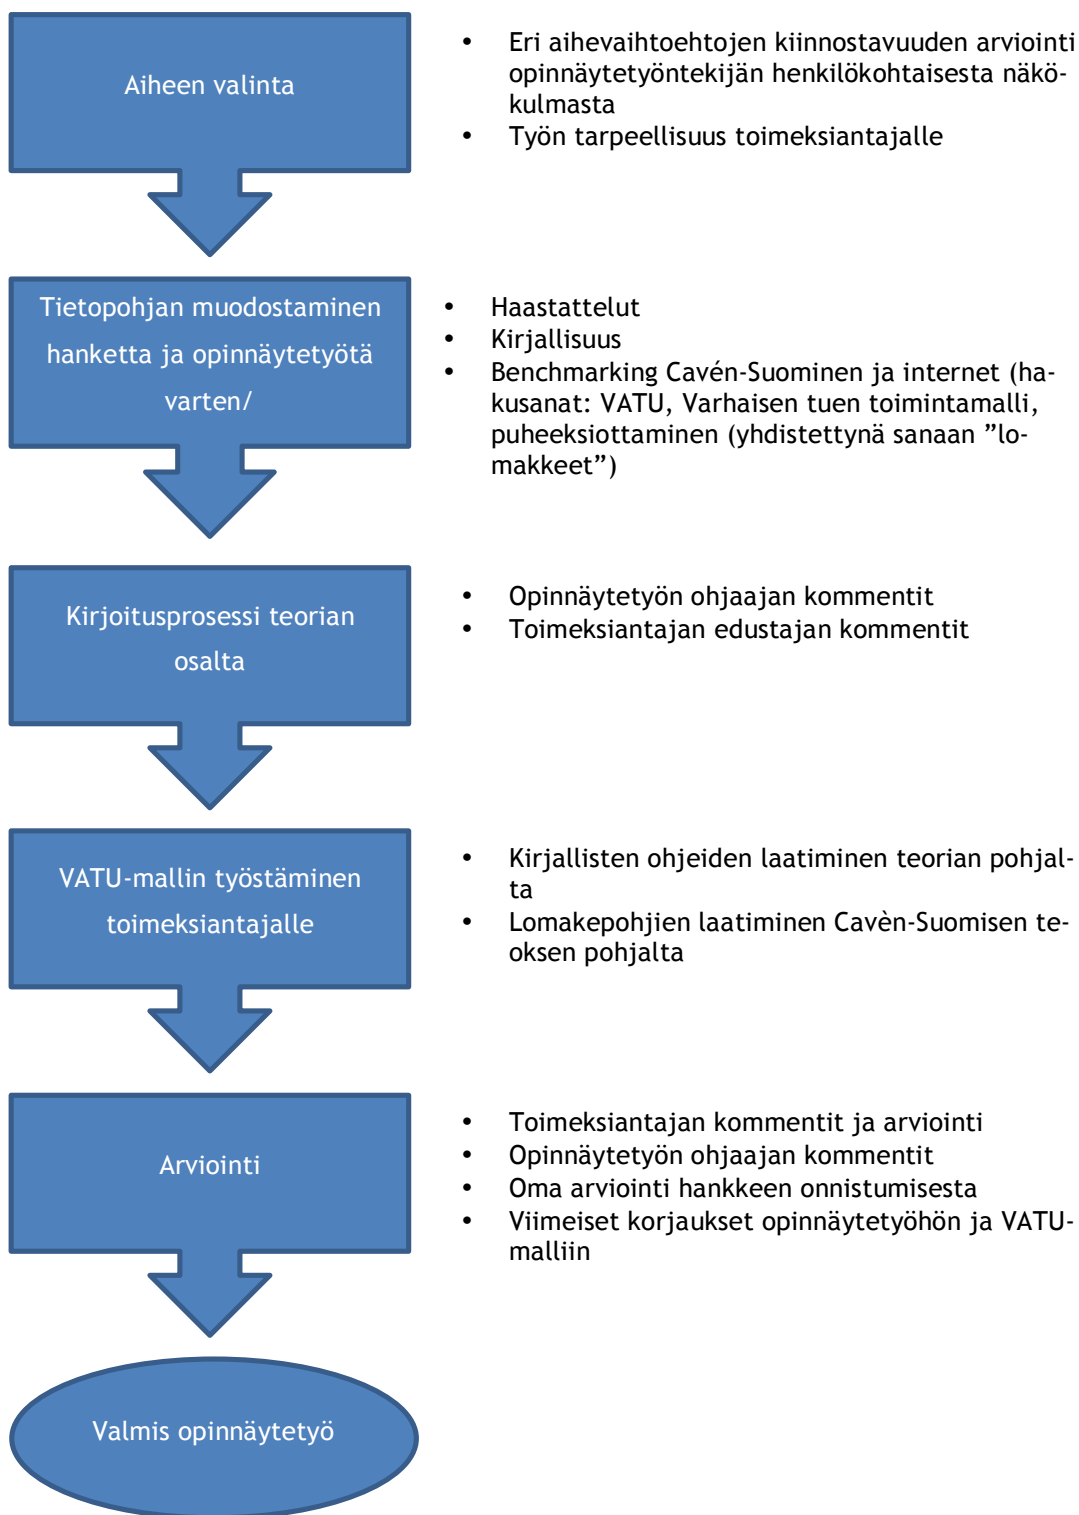 Aiheen valinta
• Eri aihevaihtoehtojen kiinnostavuuden arviointi
opinnäytetyöntekijän henkilökohtaisesta näkö-
kulmasta
• Työn tarpeellisuus toimeksiantajalle
Tietopohjan muodostaminen
hanketta ja opinnäytetyötä
varten/
• Haastattelut
• Kirjallisuus
• Benchmarking Cavén-Suominen ja internet (ha-
kusanat: VATU, Varhaisen tuen toimintamalli,
puheeksiottaminen (yhdistettynä sanaan ”lo-
makkeet”)
Kirjoitusprosessi teorian
osalta
• Opinnäytetyön ohjaajan kommentit
• Toimeksiantajan edustajan kommentit
VATU-mallin työstäminen
toimeksiantajalle
• Kirjallisten ohjeiden laatiminen teorian pohjal-
ta
• Lomakepohjien laatiminen Cavèn-Suomisen te-
oksen pohjalta
Arviointi
• Toimeksiantajan kommentit ja arviointi
• Opinnäytetyön ohjaajan kommentit
• Oma arviointi hankkeen onnistumisesta
• Viimeiset korjaukset opinnäytetyöhön ja VATU-
malliin
Valmis opinnäytetyö